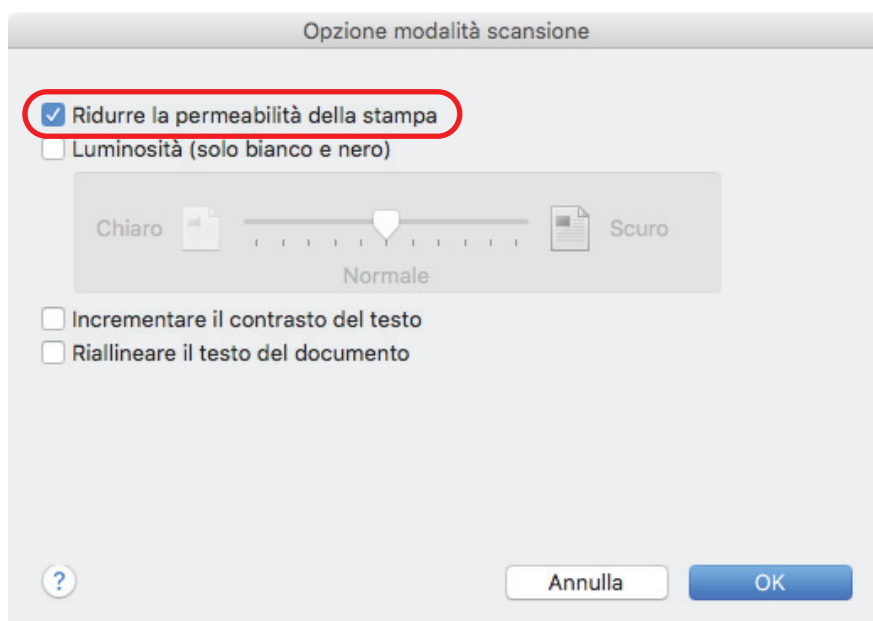 Opzione modalità scansione
Ridurre la permeabilità della stampa
Luminosità (solo bianco e nero)
Chiaro Scuro
Normale
Incrementare il contrasto del testo
Riallineare il testo del documento
? Annulla OK